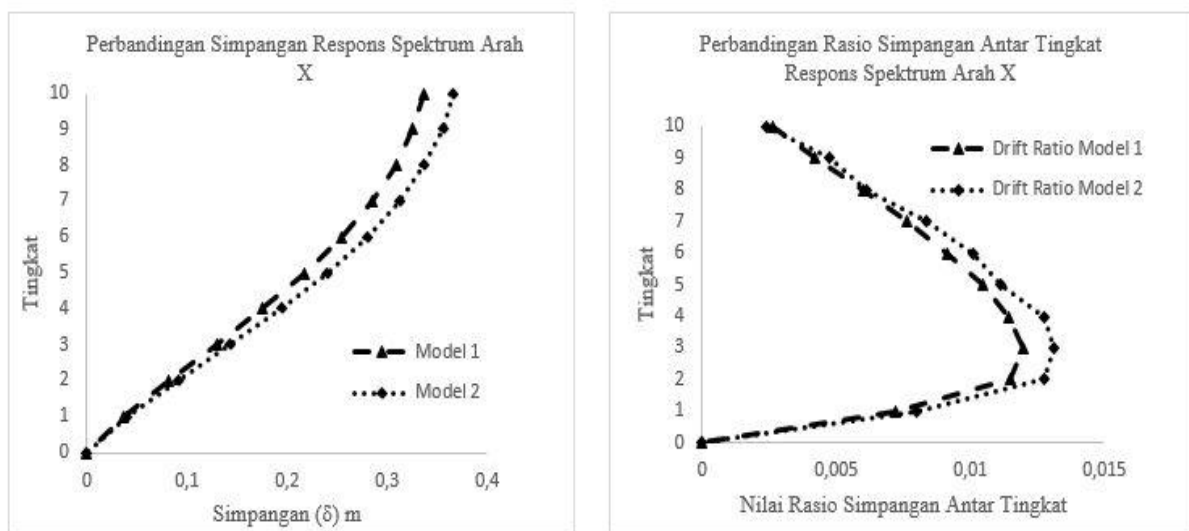 Perbandingan Simpangan Respons Spektrum Arah
X
10
9
8
7
6
5
4
3
2
1
0
Tingkat
Model 1
Model 2
0 0,1 0,2 0,3 0,4
Simpangan (δ) m
Perbandingan Rasio Simpangan Antar Tingkat
Respons Spektrum Arah X
10
9
8
7
6
5
4
3
2
1
0
Tingkat
Drift Ratio Model 1
Drift Ratio Model 2
0 0,005 0,01 0,015
Nilai Rasio Simpangan Antar Tingkat